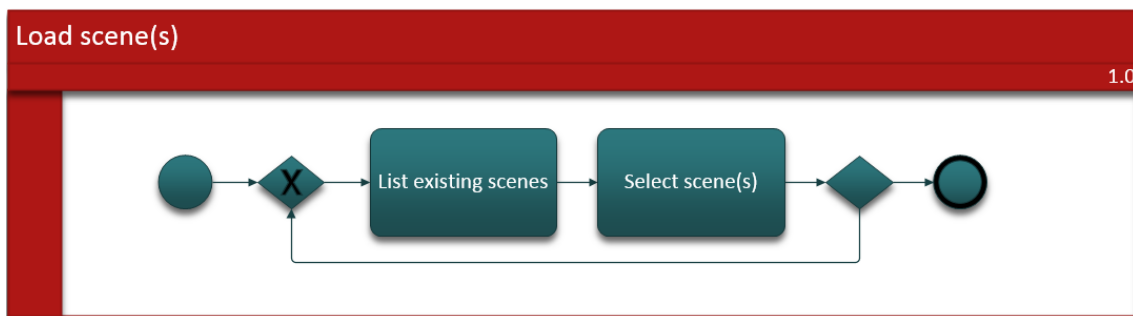 Load scene(s)
1.0
X
List existing scenes
Select scene(s)